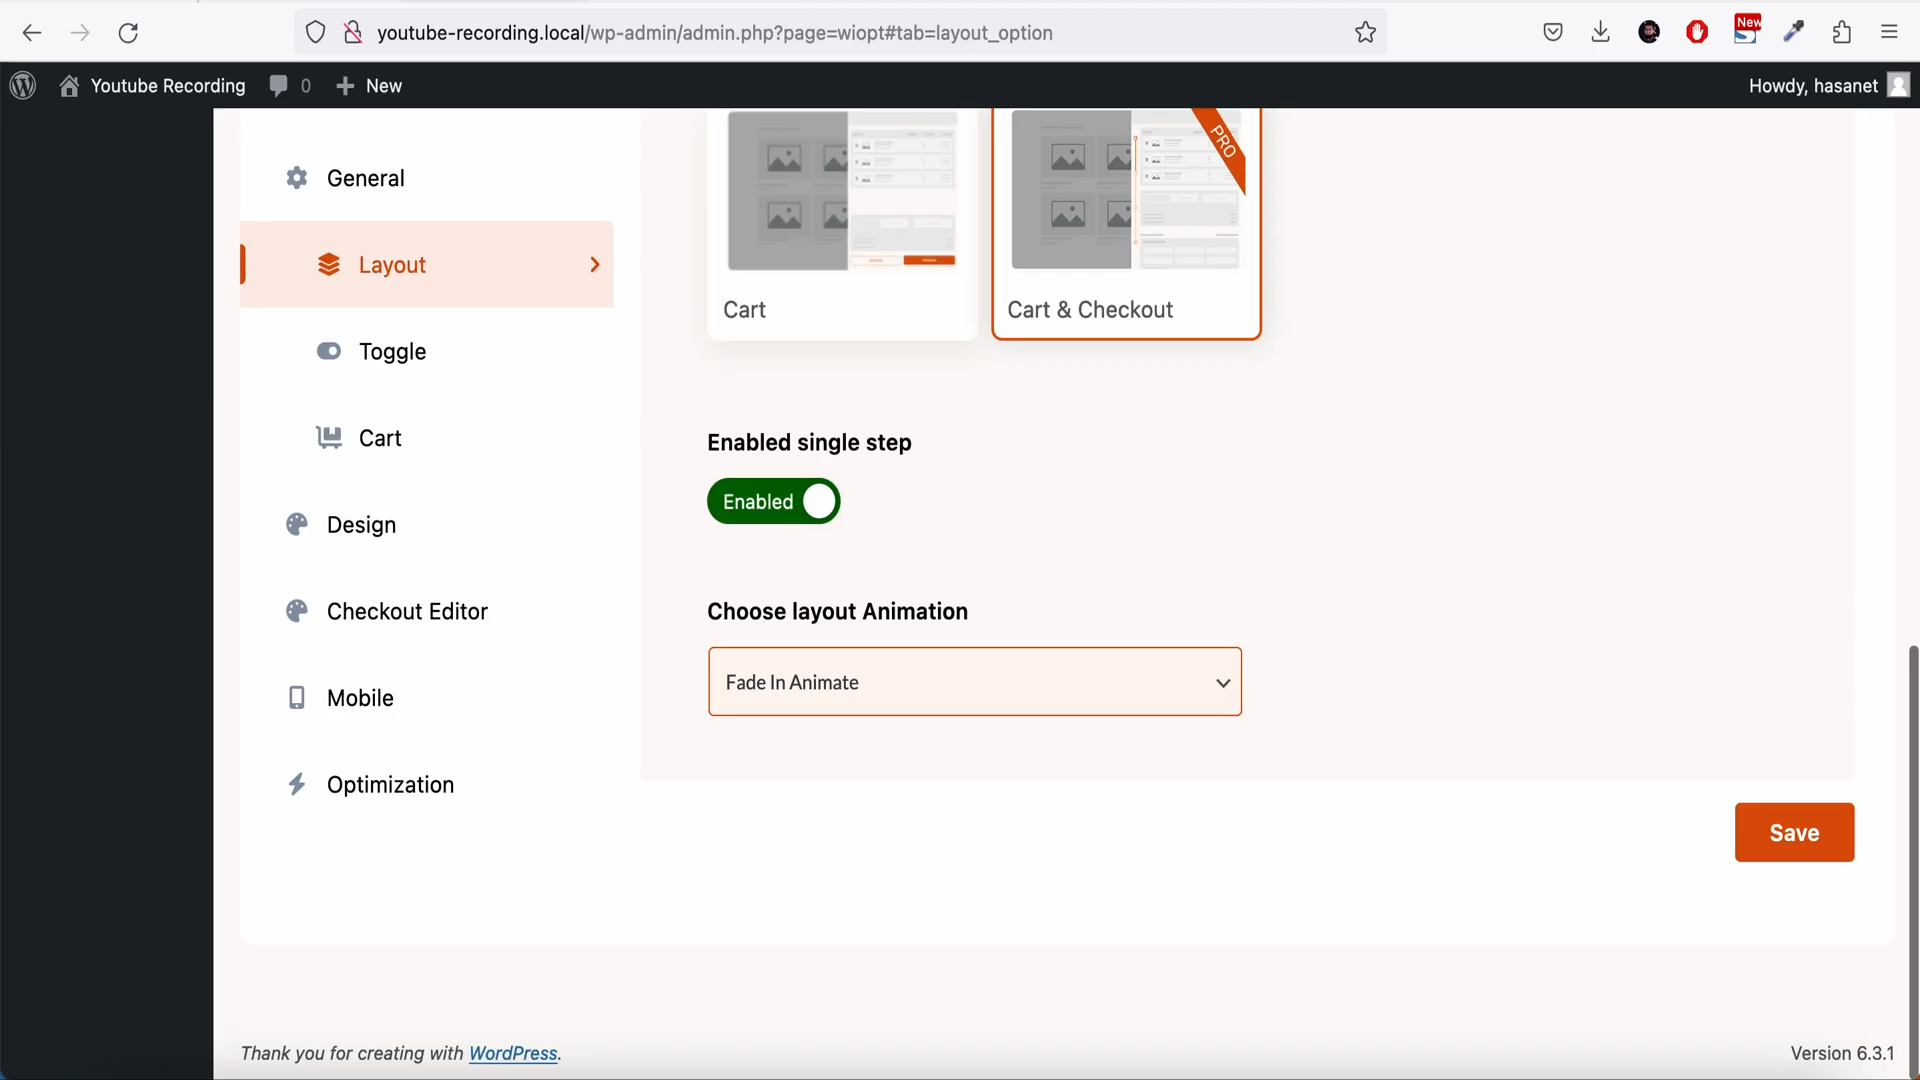 youtube-recording.local/wp-admin/admin.php?page=wiopt#tab=layout_option
New
Youtube Recording
0
New
Howdy, hasanet
General
Layout
Toggle
Cart
Design
Checkout Editor
Mobile
Optimization
PRO
Cart
Cart & Checkout
Enabled single step
Enabled
Choose layout Animation
Fade In Animate
Save
Thank you for creating with WordPress.
Version 6.3.1